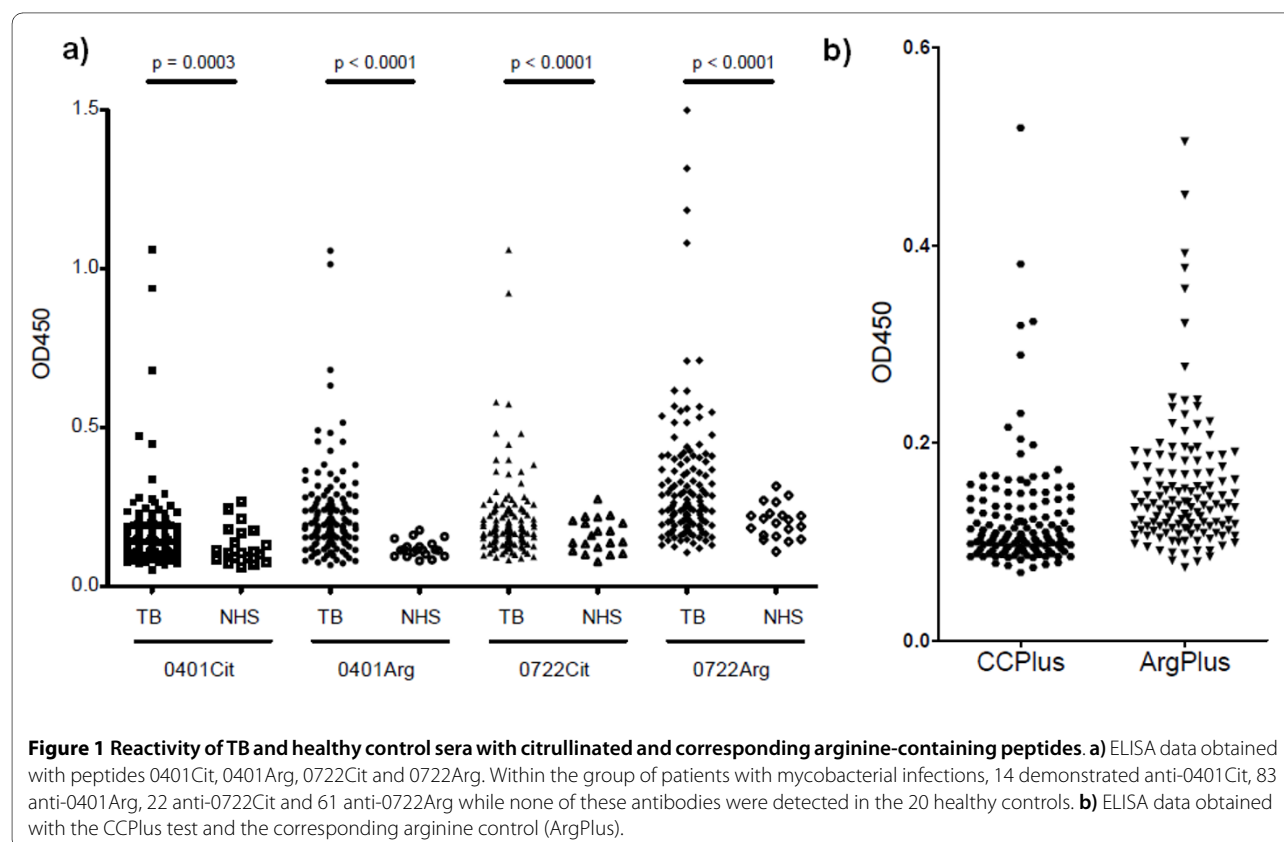 a)
p = 0.0003 p < 0.0001 p < 0.0001 p < 0.0001
1.5
1.0
0.5
0.0
OD450
TB NHS TB NHS TB NHS TB NHS
0401Cit 0401Arg 0722Cit 0722Arg
b)
0.6
0.4
0.2
0.0
OD450
CCPlus ArgPlus
Figure 1 Reactivity of TB and healthy control sera with citrullinated and corresponding arginine-containing peptides. a) ELISA data obtained
with peptides 0401Cit, 0401Arg, 0722Cit and 0722Arg. Within the group of patients with mycobacterial infections, 14 demonstrated anti-0401Cit, 83
anti-0401Arg, 22 anti-0722Cit and 61 anti-0722Arg while none of these antibodies were detected in the 20 healthy controls. b) ELISA data obtained
with the CCPlus test and the corresponding arginine control (ArgPlus).